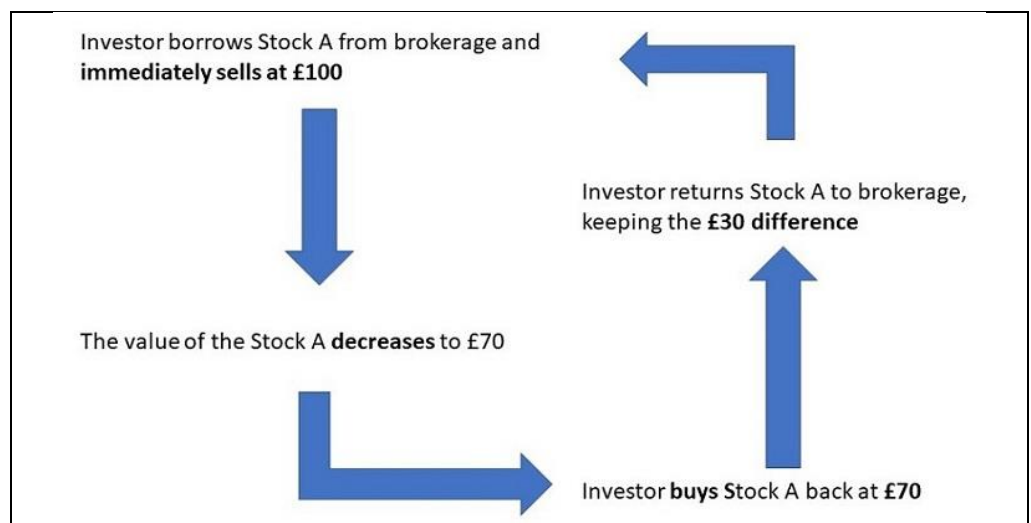 Investor borrows Stock A from brokerage and
immediately sells at £100
The value of the Stock A decreases to £70
Investor buys Stock A back at £70
Investor returns Stock A to brokerage,
keeping the £30 difference